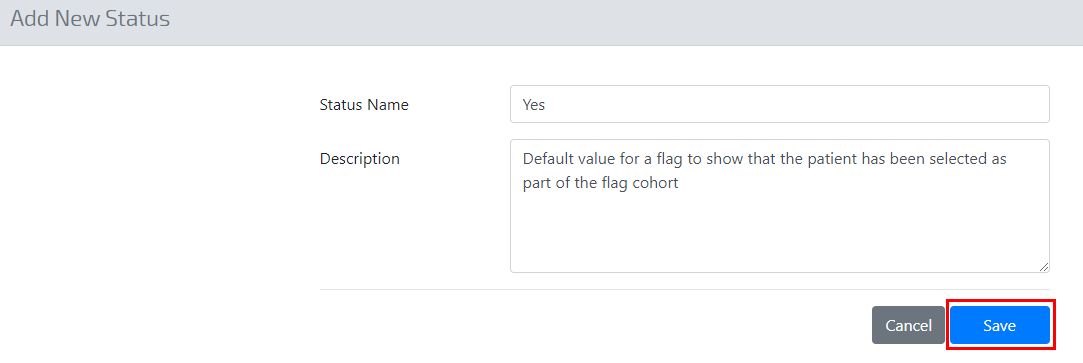 Add New Status
Status Name
Yes
Description
Default value for a flag to show that the patient has been selected as
part of the flag cohort
Cancel
Save